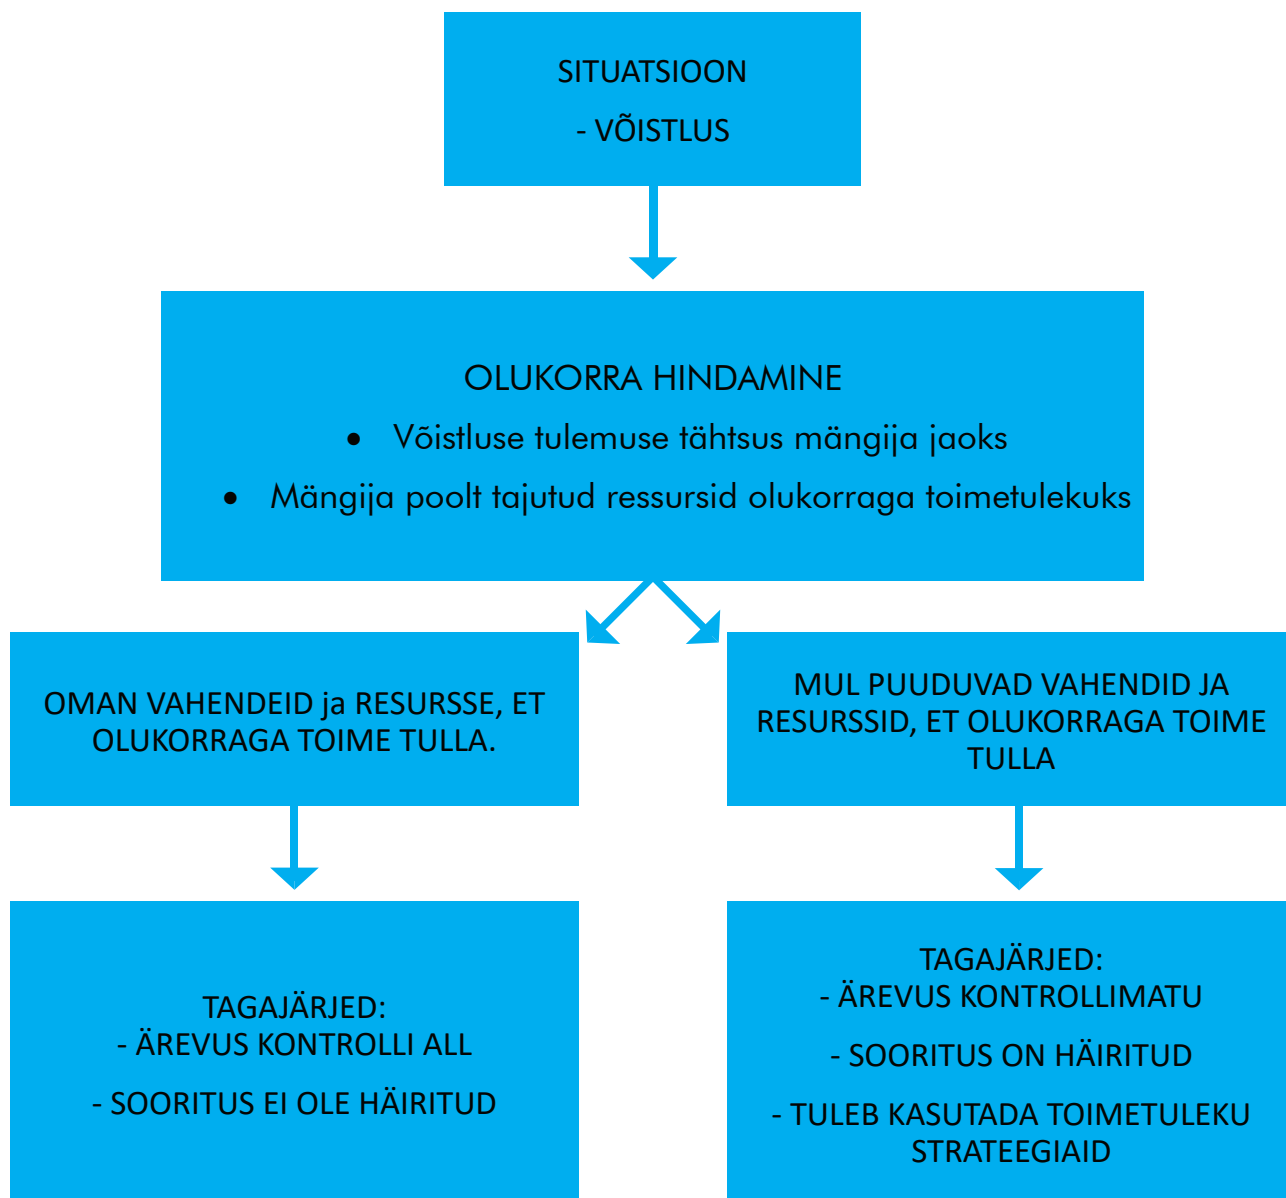 SITUATSIOON
- VÕISTLUS
OLUKORRA HINDAMINE
• Võistluse tulemuse tähtsus mängija jaoks
• Mängija poolt tajutud ressursid olukorraga toimetulekuks
OMAN VAHENDEID ja RESURSSE, ET
OLUKORRAGA TOIME TULLA.
MUL PUUDUVAD VAHENDID JA
RESURSSID, ET OLUKORRAGA TOIME
TULLA
TAGAJÄRJED:
- ÄREVUS KONTROLLI ALL
- SOORITUS EI OLE HÄIRITUD
TAGAJÄRJED:
- ÄREVUS KONTROLLIMATU
- SOORITUS ON HÄIRITUD
- TULEB KASUTADA TOIMETULEKU
STRATEEGIAID